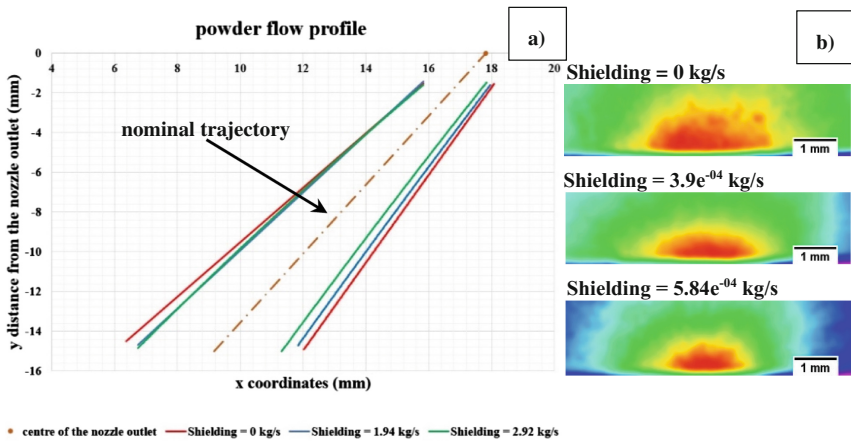 powder flow profile
a)
b)
4 6 8 10 12 14 16 18 20
0
-2
-4
-6
-8
-10
-12
-14
-16
y distance from the nozzle outlet (mm)
nominal trajectory
x coordinates (mm)
centre of the nozzle outlet Shielding = 0 kg/s Shielding = 1.94 kg/s Shielding = 2.92 kg/s
Shielding = 0 kg/s
1 mm
Shielding = 3.9e-04 kg/s
1 mm
Shielding = 5.84e-04 kg/s
1 mm